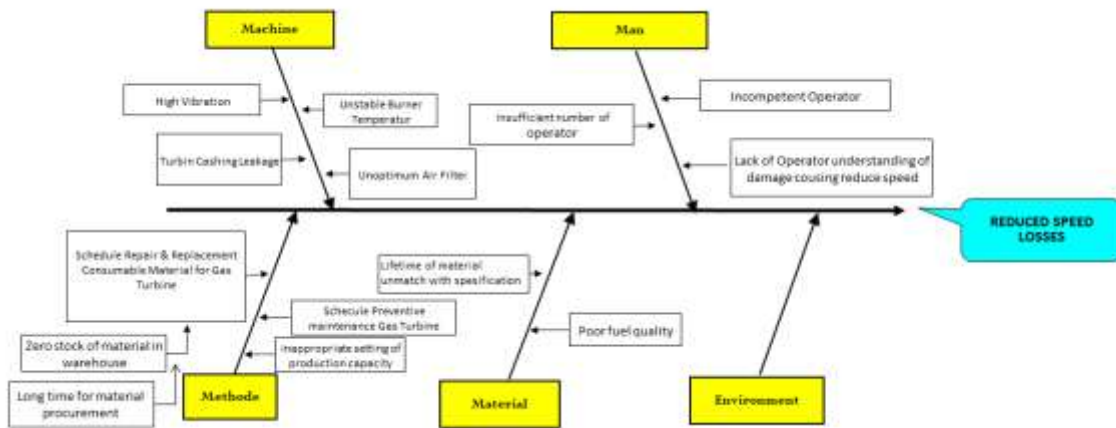 Machine
Man
High Vibration
Unstable Burner
Temperatur
Incompetent Operator
Insufficient number of
operator
Turbin Cashing Leakage
Unoptimum Air Filter
Lack of Operator understanding of
damage cousing reduce speed
REDUCED SPEED
LOSSES
Schedule Repair & Replacement
Consumable Material for Gas
Turbine
Lifetime of material
unmatch with spesification
Schecule Preventive
maintenance Gas Turbine
Poor fuel quality
Zero stock of material in
warehouse
inappropriate setting of
production capacity
Long time for material
procurement
Methode
Material
Environment